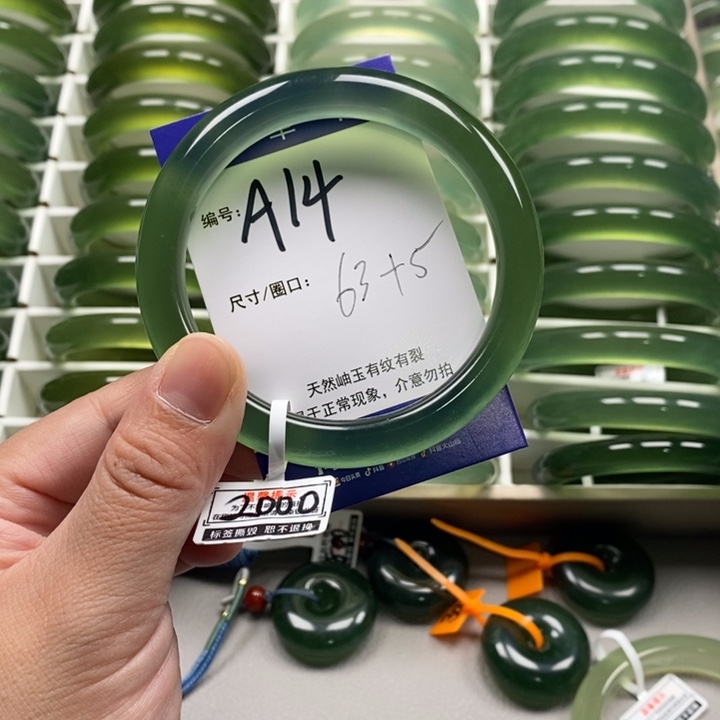 编号: A14
尺寸/圈口: 63+5
天然岫玉有纹有裂
于正常现象，介意勿拍
2000
标签撕毁 恕不退换